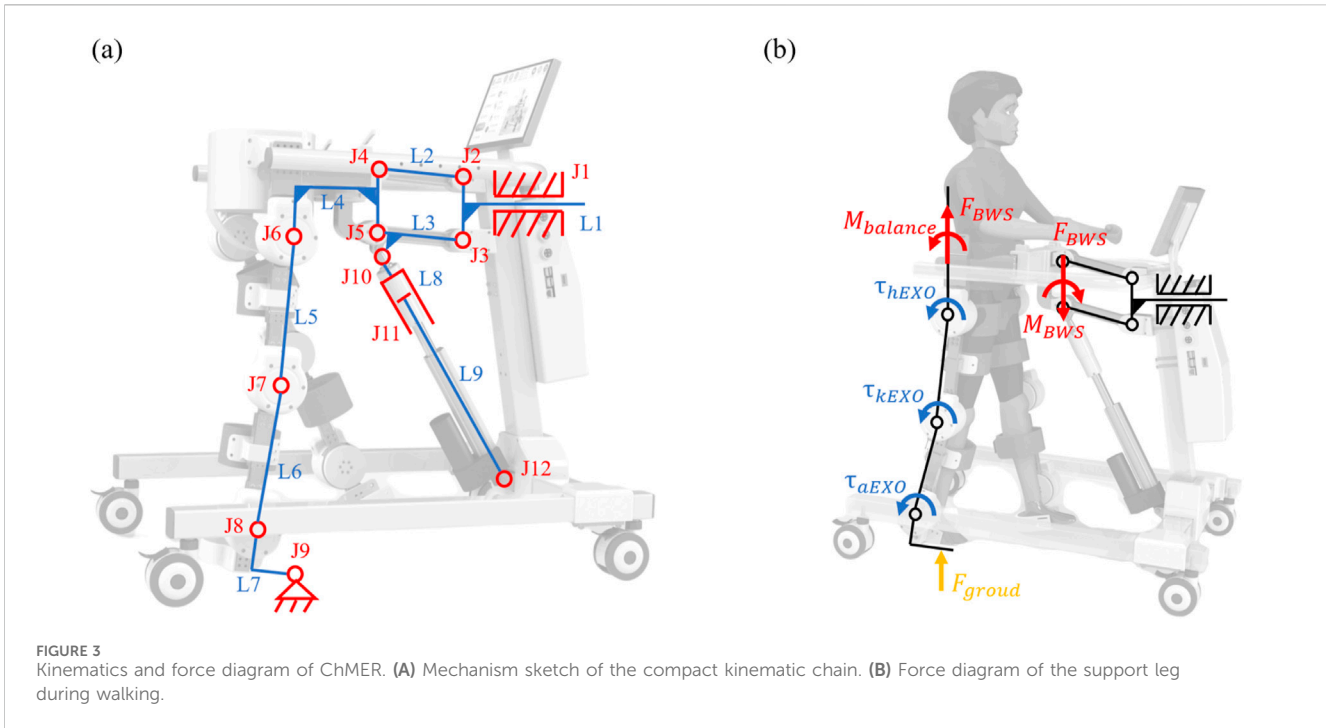 (a)
J4
L2
J2
J1
L4
L3
L1
J6
J5
J3
J10
L8
L5
J11
J7
L9
L6
J12
J8
J9
L7
(b)
F_BWS
M_balance
F_BWS
τ_hEXO
M_BWS
τ_kEXO
τ_aEXO
F_groud
FIGURE 3
Kinematics and force diagram of ChMER. (A) Mechanism sketch of the compact kinematic chain. (B) Force diagram of the support leg
during walking.